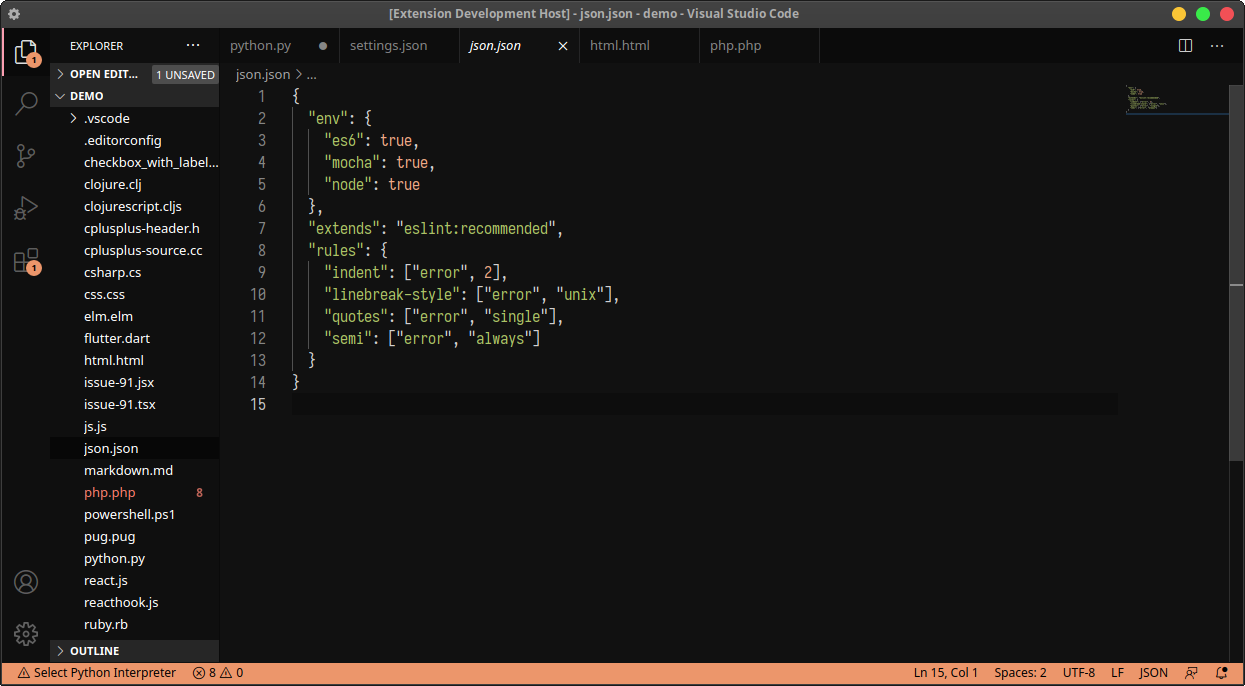 [Extension Development Host] - json.json - demo - Visual Studio Code
EXPLORER
python.py
settings.json
json.json
html.html
php.php
1
OPEN EDIT... 1 UNSAVED
DEMO
.vscode
.editorconfig
checkbox_with_label...
clojure.clj
clojurescript.cljs
cplusplus-header.h
cplusplus-source.cc
csharp.cs
css.css
elm.elm
flutter.dart
html.html
issue-91.jsx
issue-91.tsx
js.js
json.json
markdown.md
php.php 8
powershell.ps1
pug.pug
python.py
react.js
reacthook.js
ruby.rb
OUTLINE
1
json.json > ...
1 {
2 "env": {
3 "es6": true,
4 "mocha": true,
5 "node": true
6 },
7 "extends": "eslint:recommended",
8 "rules": {
9 "indent": ["error", 2],
10 "linebreak-style": ["error", "unix"],
11 "quotes": ["error", "single"],
12 "semi": ["error", "always"]
13 }
14 }
15
Select Python Interpreter 8 0 Ln 15, Col 1 Spaces: 2 UTF-8 LF JSON